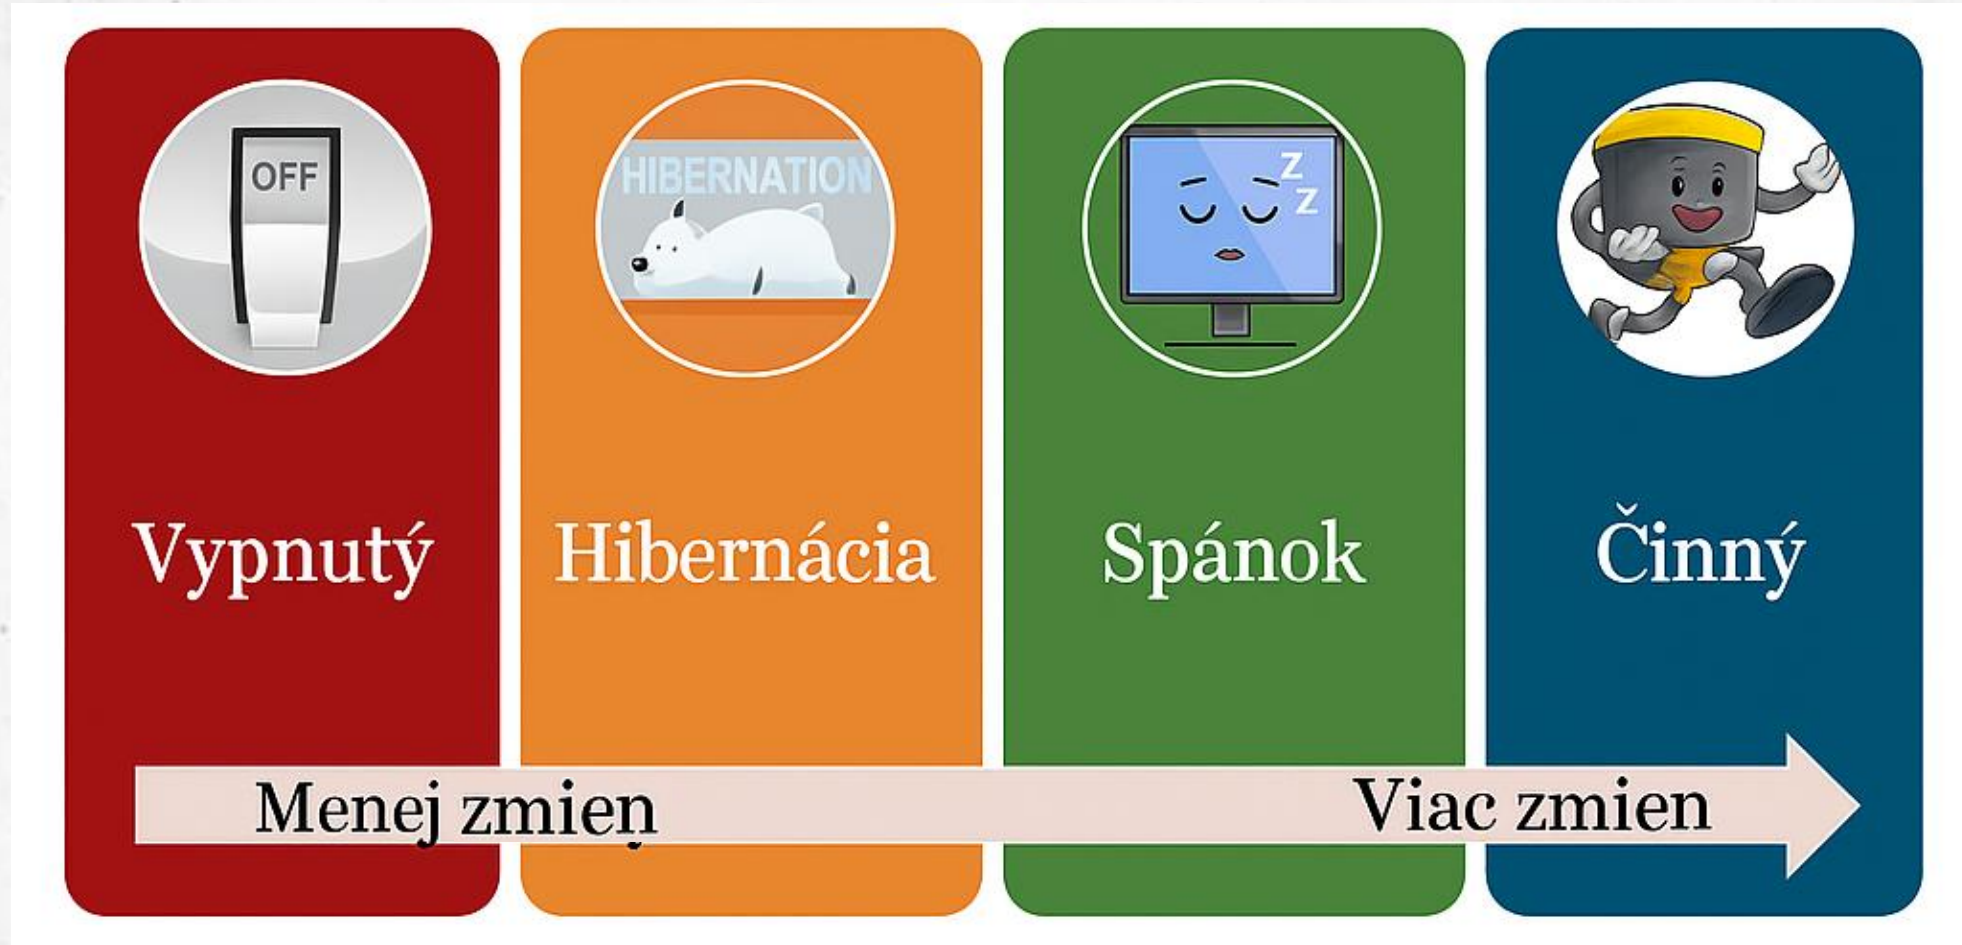 OFF
HIBERNATION
Z
Z
Vypnutý
Hibernácia
Spánok
Činný
Menej zmien
Viac zmien